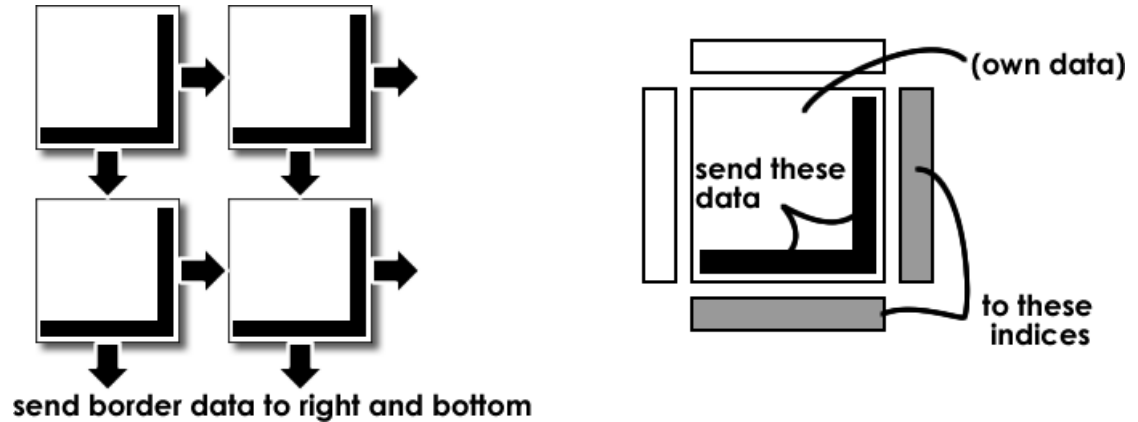 send border data to right and bottom
(own data)
send these
data
to these
indices